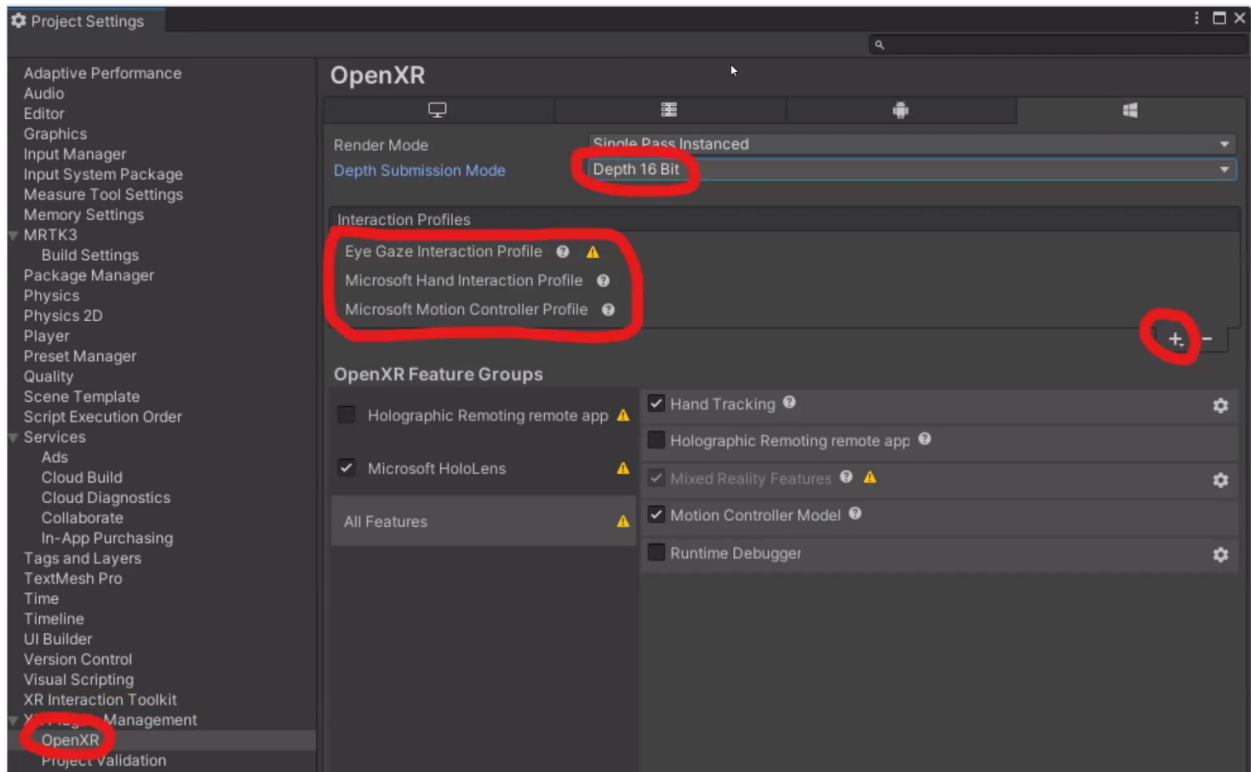 Project Settings
Adaptive Performance
Audio
Editor
Graphics
Input Manager
Input System Package
Measure Tool Settings
Memory Settings
MRTK3
Build Settings
Package Manager
Physics
Physics 2D
Player
Preset Manager
Quality
Scene Template
Script Execution Order
Services
Ads
Cloud Build
Cloud Diagnostics
Collaborate
In-App Purchasing
Tags and Layers
TextMesh Pro
Time
Timeline
UI Builder
Version Control
Visual Scripting
XR Interaction Toolkit
Management
OpenXR
Project Validation
OpenXR
Render Mode
Single Pass Instanced
Depth Submission Mode
Depth 16 Bit
Interaction Profiles
Eye Gaze Interaction Profile
Microsoft Hand Interaction Profile
Microsoft Motion Controller Profile
OpenXR Feature Groups
Holographic Remoting remote app
Microsoft HoloLens
All Features
Hand Tracking
Holographic Remoting remote app
Mixed Reality Features
Motion Controller Model
Runtime Debugger